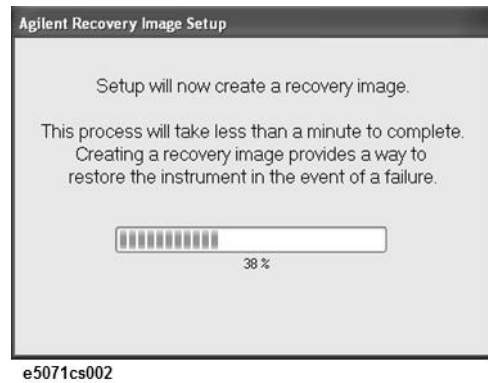 Agilent Recovery Image Setup
Setup will now create a recovery image.
This process will take less than a minute to complete.
Creating a recovery image provides a way to
restore the instrument in the event of a failure.
38 %
e5071cs002